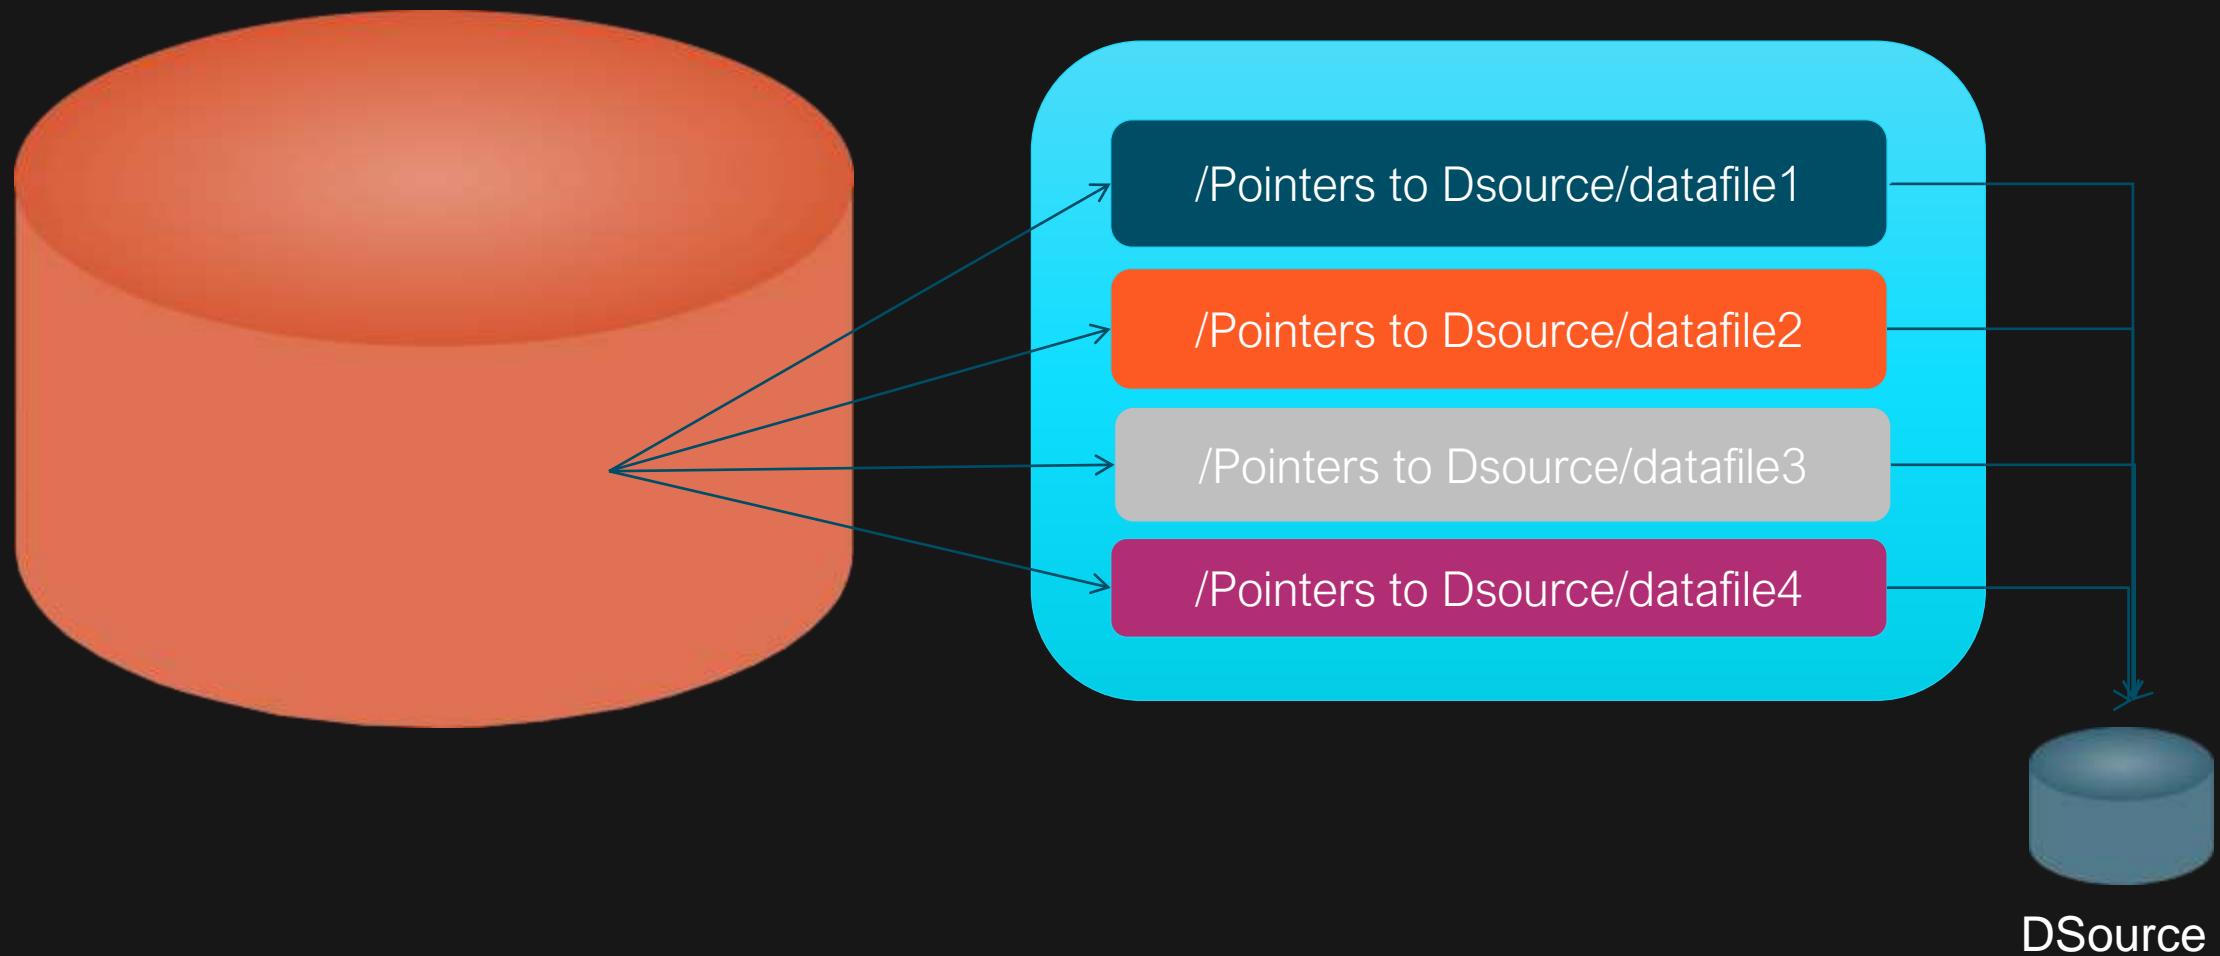 /Pointers to Dsource/datafile1
/Pointers to Dsource/datafile2
/Pointers to Dsource/datafile3
/Pointers to Dsource/datafile4
DSource